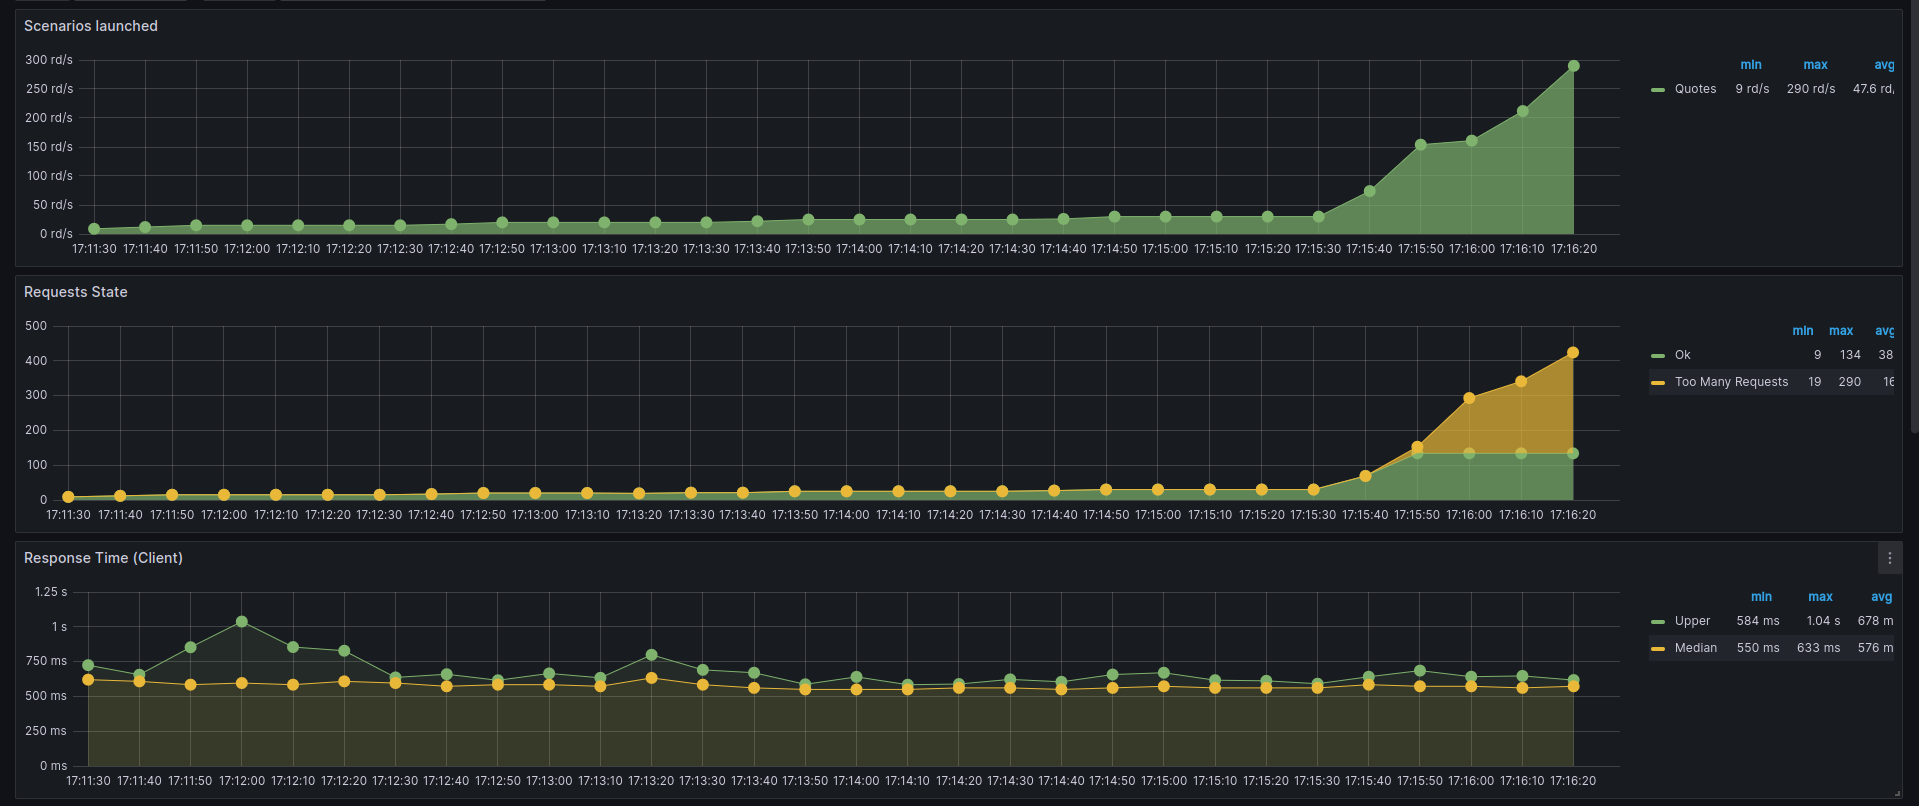 Scenarios launched
300 rd/s
250 rd/s
200 rd/s
150 rd/s
100 rd/s
50 rd/s
0 rd/s
17:11:30 17:11:40 17:11:50 17:12:00 17:12:10 17:12:20 17:12:30 17:12:40 17:12:50 17:13:00 17:13:10 17:13:20 17:13:30 17:13:40 17:13:50 17:14:00 17:14:10 17:14:20 17:14:30 17:14:40 17:14:50 17:15:00 17:15:10 17:15:20 17:15:30 17:15:40 17:15:50 17:16:00 17:16:10 17:16:20
min max avg
Quotes 9 rd/s 290 rd/s 47.6 rd/
Requests State
500
400
300
200
100
0
17:11:30 17:11:40 17:11:50 17:12:00 17:12:10 17:12:20 17:12:30 17:12:40 17:12:50 17:13:00 17:13:10 17:13:20 17:13:30 17:13:40 17:13:50 17:14:00 17:14:10 17:14:20 17:14:30 17:14:40 17:14:50 17:15:00 17:15:10 17:15:20 17:15:30 17:15:40 17:15:50 17:16:00 17:16:10 17:16:20
min max avg
Ok 9 134 38
Too Many Requests 19 290 16
Response Time (Client)
1.25 s
1 s
750 ms
500 ms
250 ms
0 ms
17:11:30 17:11:40 17:11:50 17:12:00 17:12:10 17:12:20 17:12:30 17:12:40 17:12:50 17:13:00 17:13:10 17:13:20 17:13:30 17:13:40 17:13:50 17:14:00 17:14:10 17:14:20 17:14:30 17:14:40 17:14:50 17:15:00 17:15:10 17:15:20 17:15:30 17:15:40 17:15:50 17:16:00 17:16:10 17:16:20
min max avg
Upper 584 ms 1.04 s 678 m
Median 550 ms 633 ms 576 m